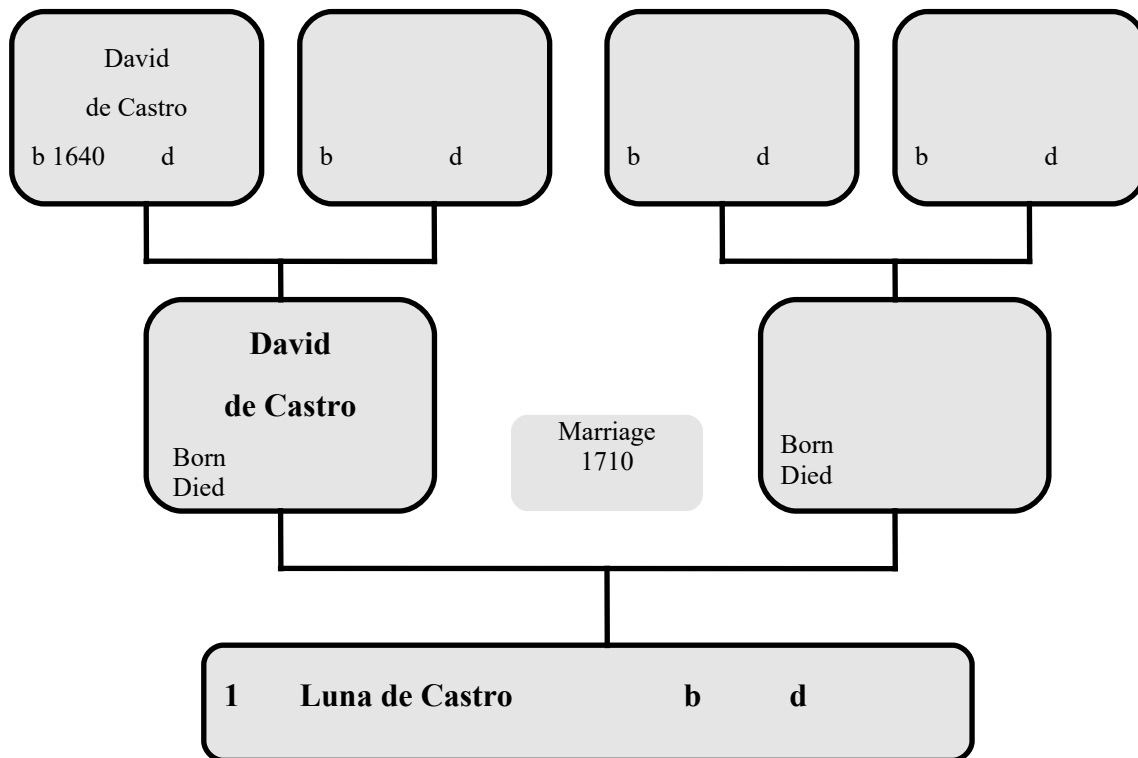 David
de Castro
b 1640 d
b d
b d
b d
David
de Castro
Born
Died
Marriage
1710
Born
Died
1 Luna de Castro b d